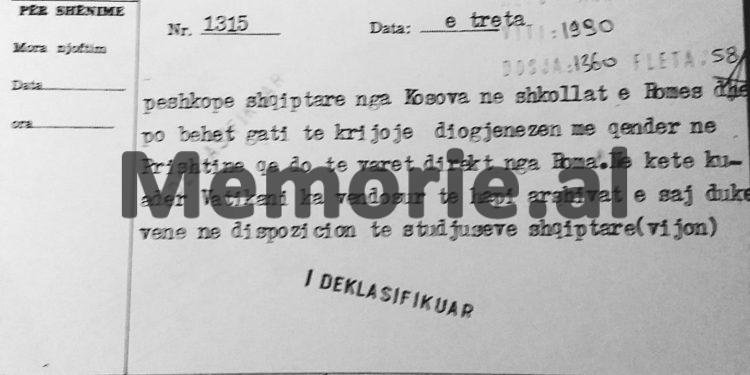 PËR SHËNIME
Mora njoftim
Data
ora
Nr. 1315 Data: e treta
VITI: 1990
DOSJA: 1360 FLETA: 58/
peshkope shqiptare nga Kosova ne shkollat e Romes dhe
po behet gati te krijoje diogjenezen me qender ne
Prishtine qe do te varet direkt nga Roma. Ne kete ku-
ader Vatikani ka vendosur te hapi arshivat e saj duke
vene ne dispozicion te studjuseve shqiptare(vijon)
Memorie.al
I DEKLASIFIKUAR